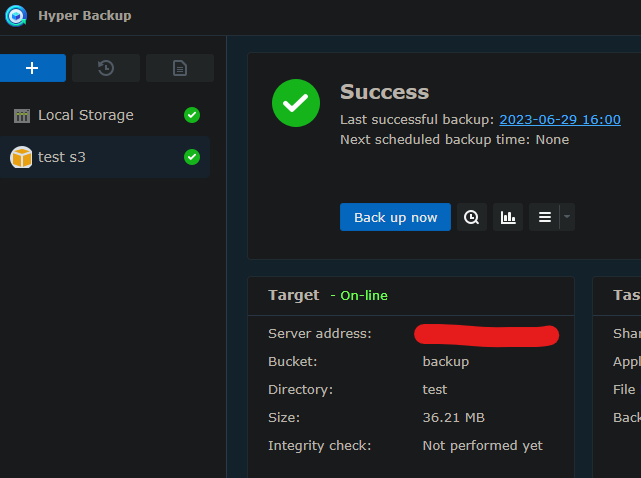 Hyper Backup
Local Storage
test s3
Success
Last successful backup: 2023-06-29 16:00
Next scheduled backup time: None
Back up now
Target - On-line
Server address:
Bucket: backup
Directory: test
Size: 36.21 MB
Integrity check: Not performed yet
Tas
Shar
Appl
File
Back